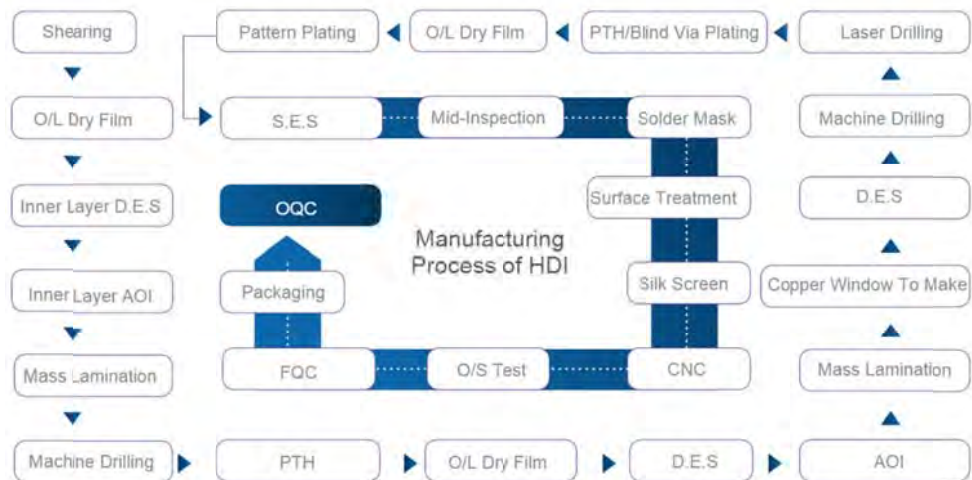 Shearing
Pattern Plating
O/L Dry Film
PTH/Blind Via Plating
Laser Drilling
O/L Dry Film
S.E.S
Mid-Inspection
Solder Mask
Machine Drilling
Inner Layer D.E.S
OQC
Surface Treatment
D.E.S
Manufacturing
Process of HDI
Inner Layer AOI
Packaging
Silk Screen
Copper Window To Make
Mass Lamination
FQC
O/S Test
CNC
Mass Lamination
Machine Drilling
PTH
O/L Dry Film
D.E.S
AOI